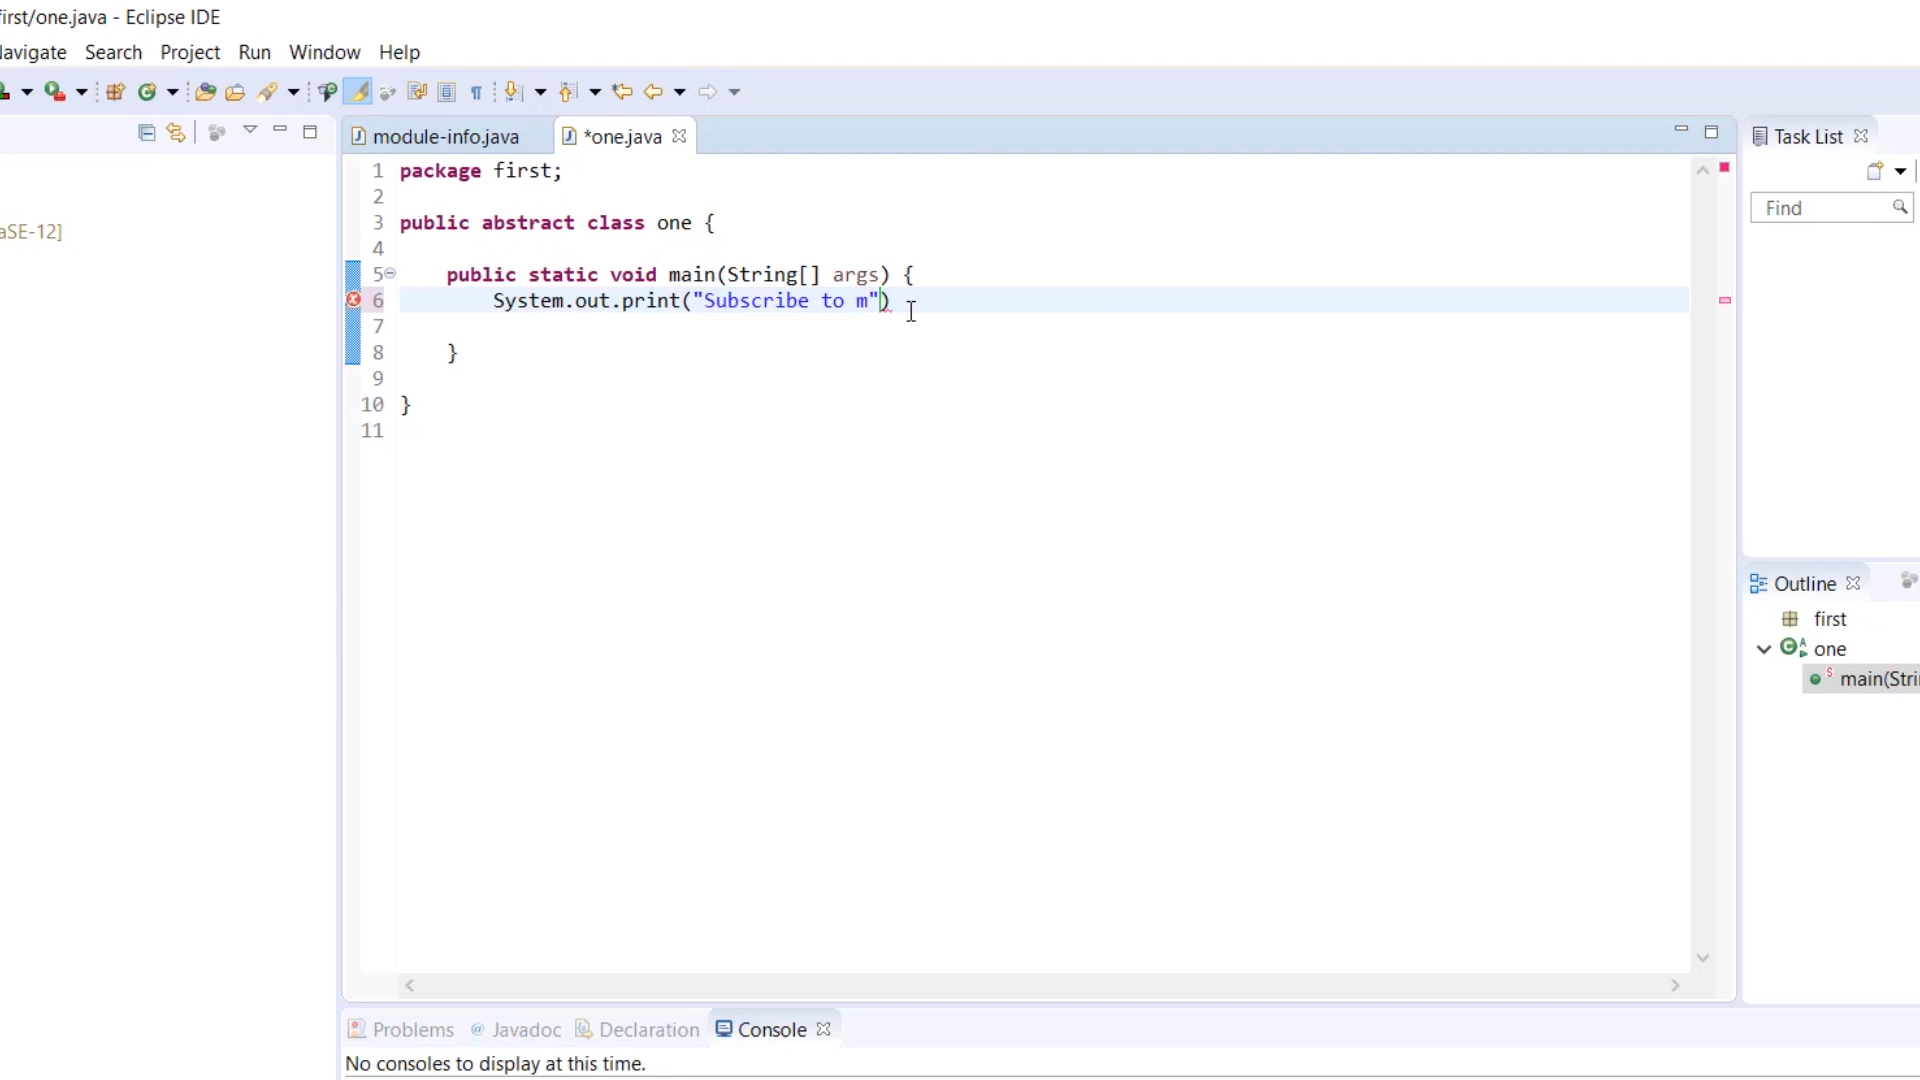 first/one.java - Eclipse IDE
Navigate Search Project Run Window Help
module-info.java *one.java
Task List
Find
aSE-12]
1 package first;
2
3 public abstract class one {
4
5 public static void main(String[] args) {
6 System.out.print("Subscribe to m")
7
8 }
9
10 }
11
Outline
first
one
main(Stri
Problems @ Javadoc Declaration Console
No consoles to display at this time.